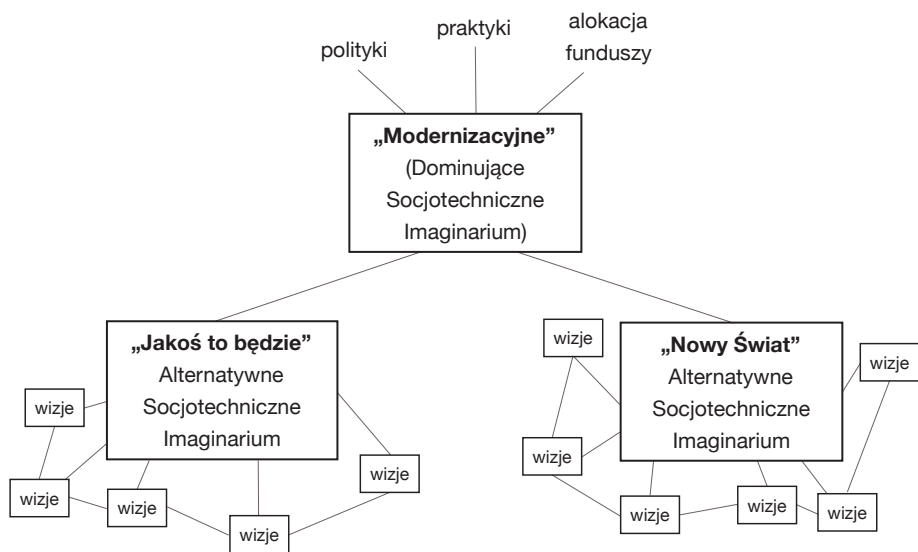 polityki
praktyki
alokacja
funduszy
„Modernizacyjne”
(Dominujące
Socjotechniczne
Imaginarium)
„Jakoś to będzie”
Alternatywne
Socjotechniczne
Imaginarium
wizje
wizje
wizje
wizje
wizje
„Nowy Świat”
Alternatywne
Socjotechniczne
Imaginarium
wizje
wizje
wizje
wizje
wizje
wizje